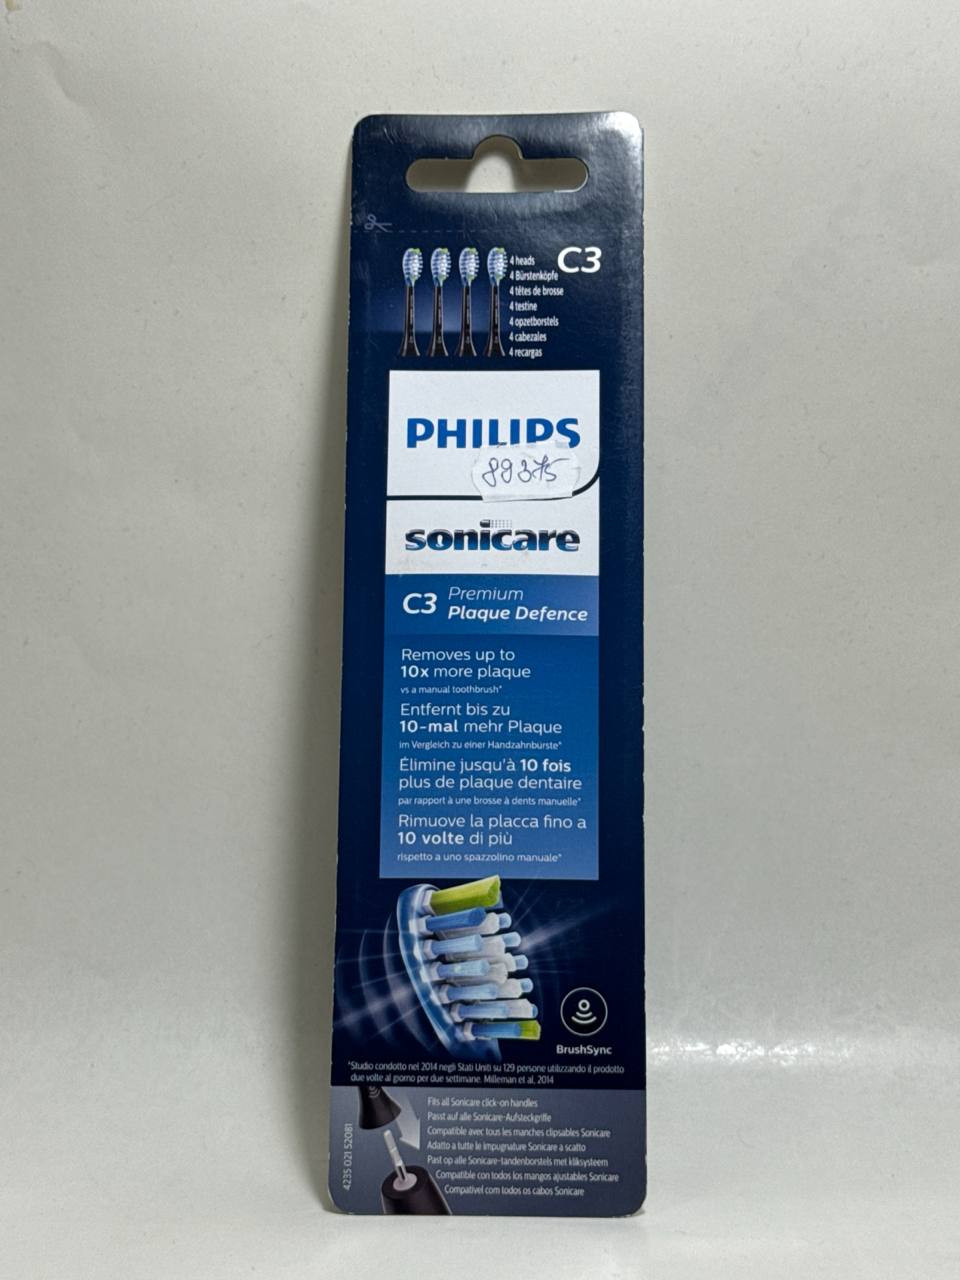 C3
4 heads
4 Bürstenköpfe
4 têtes de brosse
4 testine
4 opzetborstels
4 cabezales
4 recargas
PHILIPS
89375
sonicare
C3 Premium
Plaque Defence
Removes up to
10x more plaque
vs a manual toothbrush*
Entfernt bis zu
10-mal mehr Plaque
im Vergleich zu einer Handzahnbürste*
Élimine jusqu'à 10 fois
plus de plaque dentaire
par rapport à une brosse à dents manuelle*
Rimuove la placca fino a
10 volte di più
rispetto a uno spazzolino manuale*
BrushSync
*Studio condotto nel 2014 negli Stati Uniti su 129 persone utilizzando il prodotto
due volte al giorno per due settimane. Milleman et al, 2014
Fits all Sonicare click-on handles
Passt auf alle Sonicare-Aufsteckgriffe
Compatible avec tous les manches clipsables Sonicare
Adatto a tutte le impugnature Sonicare a scatto
Past op alle Sonicare-tandenborstels met kliksysteem
Compatible con todos los mangos ajustables Sonicare
Compatível com todos os cabos Sonicare
4235 021 52081